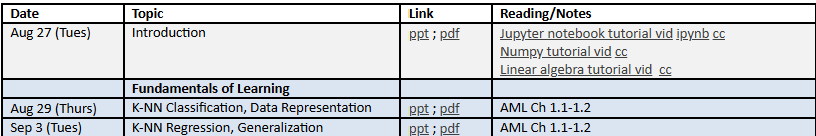 Date Topic Link Reading/Notes
Aug 27 (Tues) Introduction ppt ; pdf Jupyter notebook tutorial vid ipynb cc
Numpy tutorial vid cc
Linear algebra tutorial vid cc
Fundamentals of Learning
Aug 29 (Thurs) K-NN Classification, Data Representation ppt ; pdf AML Ch 1.1-1.2
Sep 3 (Tues) K-NN Regression, Generalization ppt ; pdf AML Ch 1.1-1.2